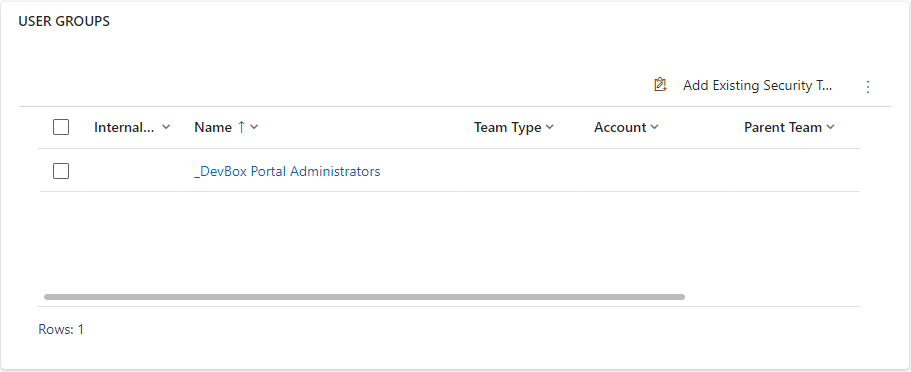 USER GROUPS
Add Existing Security T...
Internal... Name ↑ Team Type Account Parent Team
_DevBox Portal Administrators
Rows: 1